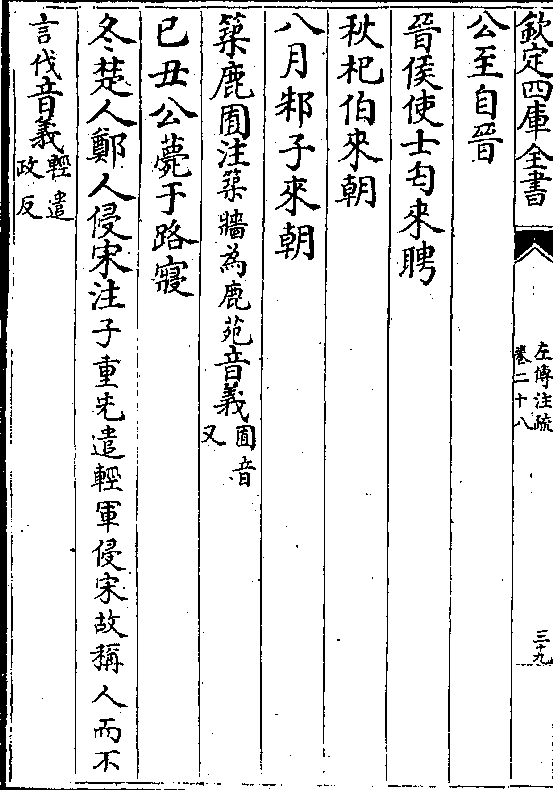 欽定四庫全書
左傳注疏
卷二十八
三十九
公至自晉
晉侯使士匄來聘
秋杞伯來朝
八月邾子來朝
築鹿囿注築牆為鹿苑音義囿音又
己丑公薨于路寢
冬楚人鄭人侵宋注子重先遣輕軍侵宋故稱人而不
言伐音義輕遣政反